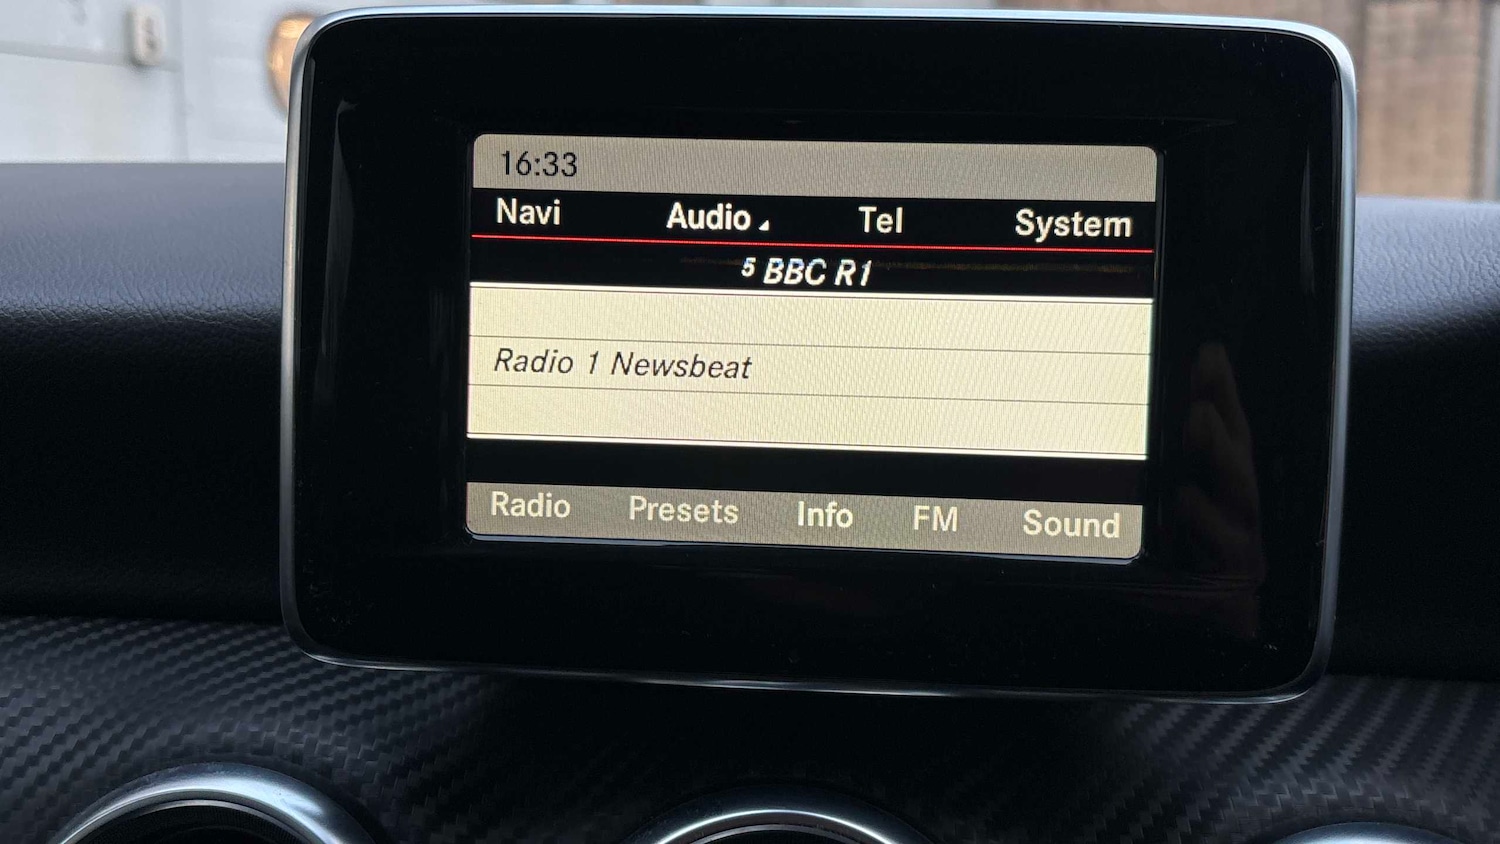 16:33
Navi Audio Tel System
5 BBC R1
Radio 1 Newsbeat
Radio Presets Info FM Sound